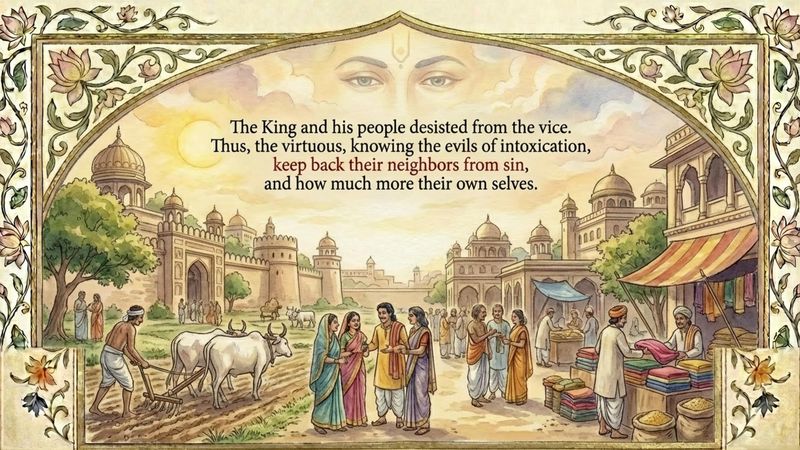 The King and his people desisted from the vice.
Thus, the virtuous, knowing the evils of intoxication,
keep back their neighbors from sin,
and how much more their own selves.